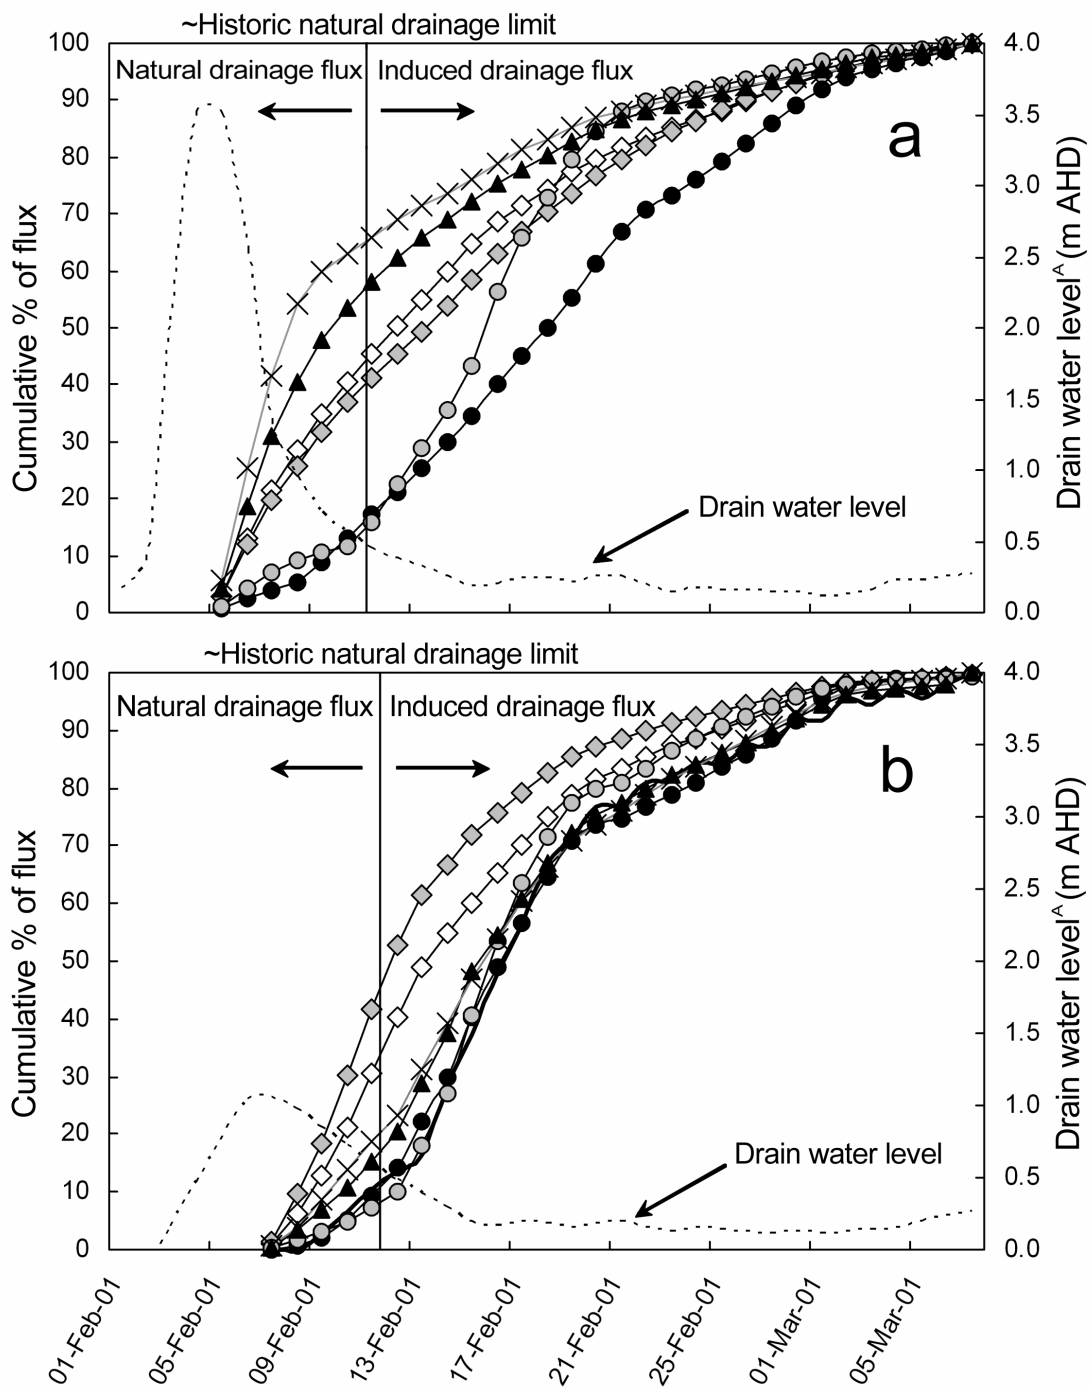 ~Historic natural drainage limit
Natural drainage flux
Induced drainage flux
a
Drain water level
Cumulative % of flux
100
90
80
70
60
50
40
30
20
10
0
Drain water levelᴬ (m AHD)
4.0
3.5
3.0
2.5
2.0
1.5
1.0
0.5
0.0
~Historic natural drainage limit
Natural drainage flux
Induced drainage flux
b
Drain water level
Cumulative % of flux
100
90
80
70
60
50
40
30
20
10
0
Drain water levelᴬ (m AHD)
4.0
3.5
3.0
2.5
2.0
1.5
1.0
0.5
0.0
01-Feb-01
05-Feb-01
09-Feb-01
13-Feb-01
17-Feb-01
21-Feb-01
25-Feb-01
01-Mar-01
05-Mar-01